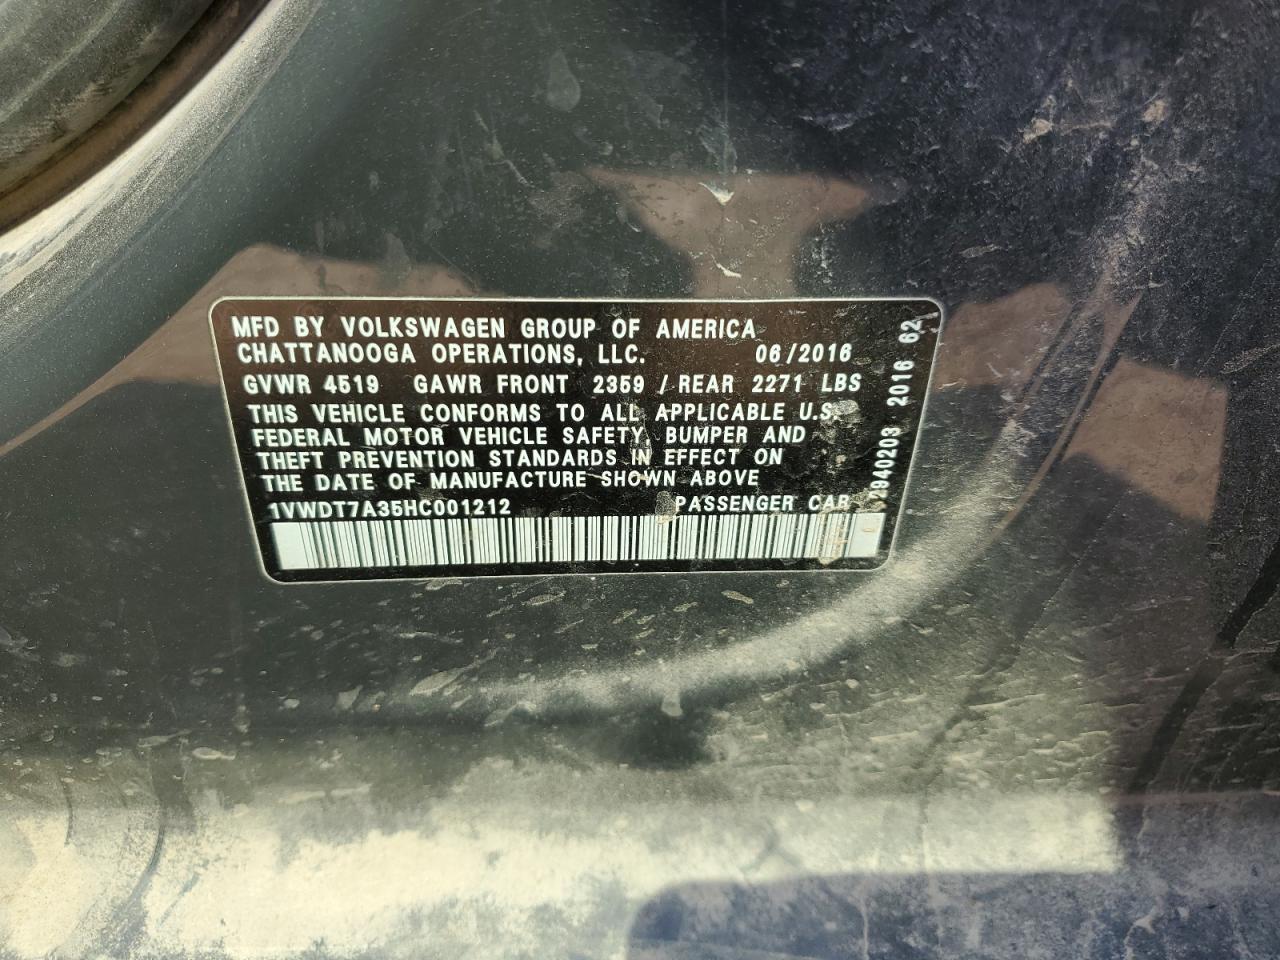 MFD BY VOLKSWAGEN GROUP OF AMERICA
CHATTANOOGA OPERATIONS, LLC. 06/2016
GVWR 4519 GAWR FRONT 2359 / REAR 2271 LBS
THIS VEHICLE CONFORMS TO ALL APPLICABLE U.S.
FEDERAL MOTOR VEHICLE SAFETY, BUMPER AND
THEFT PREVENTION STANDARDS IN EFFECT ON
THE DATE OF MANUFACTURE SHOWN ABOVE
1VWDT7A35HC001212 PASSENGER CAR
2940203 2016 62